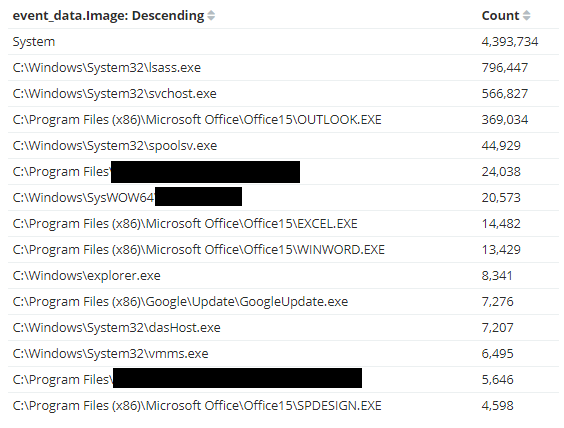 event_data.Image: Descending Count
System 4,393,734
C:\Windows\System32\lsass.exe 796,447
C:\Windows\System32\svchost.exe 566,827
C:\Program Files (x86)\Microsoft Office\Office15\OUTLOOK.EXE 369,034
C:\Windows\System32\spoolsv.exe 44,929
C:\Program Files\ 24,038
C:\Windows\SysWOW64\ 20,573
C:\Program Files (x86)\Microsoft Office\Office15\EXCEL.EXE 14,482
C:\Program Files (x86)\Microsoft Office\Office15\WINWORD.EXE 13,429
C:\Windows\explorer.exe 8,341
C:\Program Files (x86)\Google\Update\GoogleUpdate.exe 7,276
C:\Windows\System32\dasHost.exe 7,207
C:\Windows\System32\vmms.exe 6,495
C:\Program Files\ 5,646
C:\Program Files (x86)\Microsoft Office\Office15\SPDESIGN.EXE 4,598